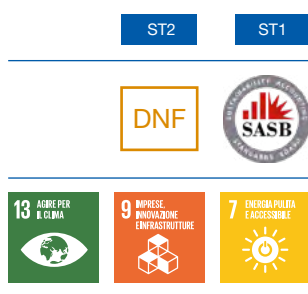 ST2 ST1
DNF
SUSTAINABILITY ACCOUNTING
SASB
STANDARDS BOARD
13 AGIRE PER
IL CLIMA
9 IMPRESE,
INNOVAZIONE
E INFRASTRUTTURE
7 ENERGIA PULITA
E ACCESSIBILE